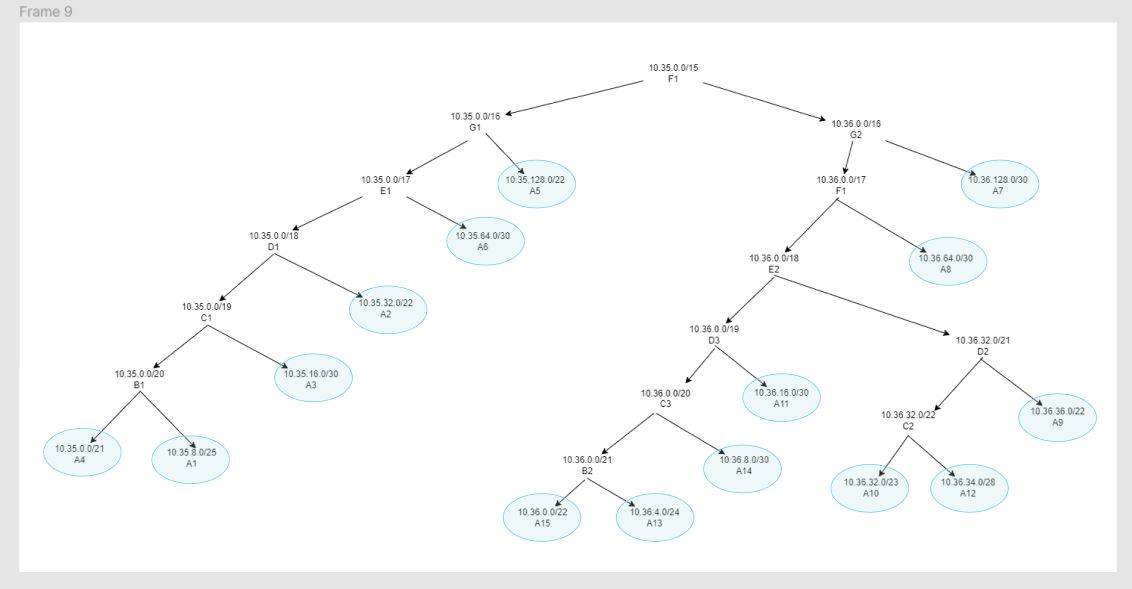 Frame 9
10.35.0.0/15
F1
10.35.0.0/16
G1
10.36.0.0/16
G2
10.35.0.0/17
E1
10.35.128.0/22
A5
10.36.0.0/17
F1
10.36.128.0/30
A7
10.35.0.0/18
D1
10.35.64.0/30
A6
10.36.0.0/18
E2
10.36.64.0/30
A8
10.35.0.0/19
C1
10.35.32.0/22
A2
10.36.0.0/19
D3
10.36.32.0/21
D2
10.35.0.0/20
B1
10.35.16.0/30
A3
10.36.0.0/20
C3
10.36.16.0/30
A11
10.36.32.0/22
C2
10.36.36.0/22
A9
10.35.0.0/21
A4
10.35.8.0/25
A1
10.36.0.0/21
B2
10.36.8.0/30
A14
10.36.32.0/23
A10
10.36.34.0/28
A12
10.36.0.0/22
A15
10.36.4.0/24
A13